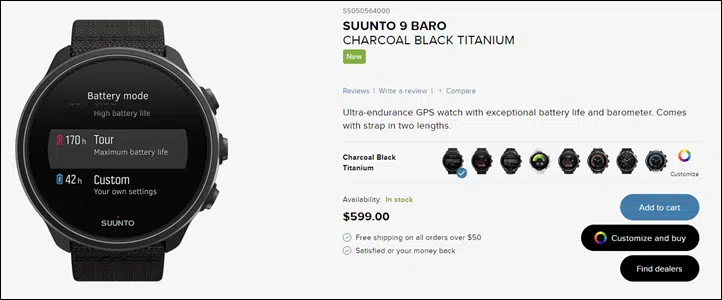 Battery mode
High battery life
170 h Tour
Maximum battery life
42 h Custom
Your own settings
SUUNTO
SS050564000
SUUNTO 9 BARO
CHARCOAL BLACK TITANIUM
New
Reviews | Write a review | + Compare
Ultra-endurance GPS watch with exceptional battery life and barometer. Comes
with strap in two lengths.
Charcoal Black
Titanium
Customize
Availability: In stock
$599.00
Free shipping on all orders over $50
Satisfied or your money back
Add to cart
Customize and buy
Find dealers